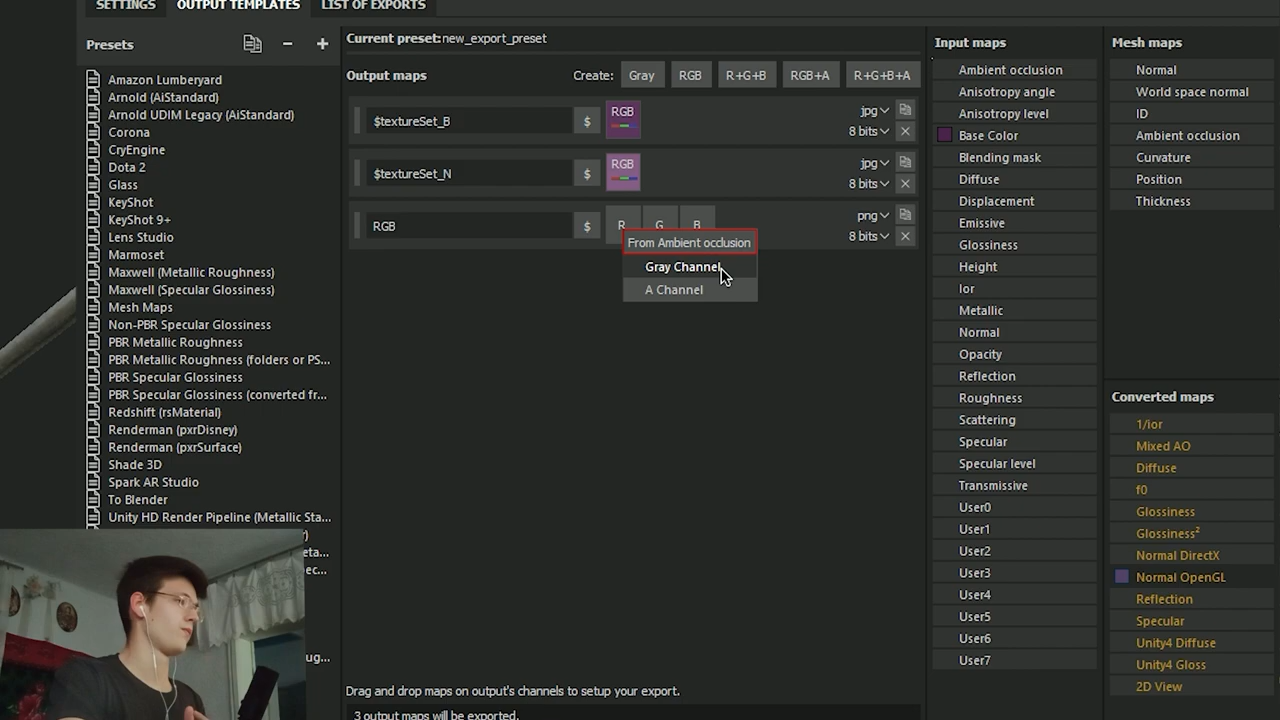 SETTINGS
OUTPUT TEMPLATES
LIST OF EXPORTS
Presets
Amazon Lumberyard
Arnold (AiStandard)
Arnold UDIM Legacy (AiStandard)
Corona
CryEngine
Dota 2
Glass
KeyShot
KeyShot 9+
Lens Studio
Marmoset
Maxwell (Metallic Roughness)
Maxwell (Specular Glossiness)
Mesh Maps
Non-PBR Specular Glossiness
PBR Metallic Roughness
PBR Metallic Roughness (folders or PS...
PBR Specular Glossiness
PBR Specular Glossiness (converted fr...
Redshift (rsMaterial)
Renderman (pxrDisney)
Renderman (pxrSurface)
Shade 3D
Spark AR Studio
To Blender
Unity HD Render Pipeline (Metallic Sta...
)
eta...
ec...
ug...
Current preset:new_export_preset
Output maps
Create: Gray RGB R+G+B RGB+A R+G+B+A
$textureSet_B $ RGB jpg
8 bits
$textureSet_N $ RGB jpg
8 bits
RGB $ R G B png
8 bits
From Ambient occlusion
Gray Channel
A Channel
Drag and drop maps on output's channels to setup your export.
3 output maps will be exported.
Input maps
Ambient occlusion
Anisotropy angle
Anisotropy level
Base Color
Blending mask
Diffuse
Displacement
Emissive
Glossiness
Height
Ior
Metallic
Normal
Opacity
Reflection
Roughness
Scattering
Specular
Specular level
Transmissive
User0
User1
User2
User3
User4
User5
User6
User7
Mesh maps
Normal
World space normal
ID
Ambient occlusion
Curvature
Position
Thickness
Converted maps
1/ior
Mixed AO
Diffuse
f0
Glossiness
Glossiness²
Normal DirectX
Normal OpenGL
Reflection
Specular
Unity4 Diffuse
Unity4 Gloss
2D View